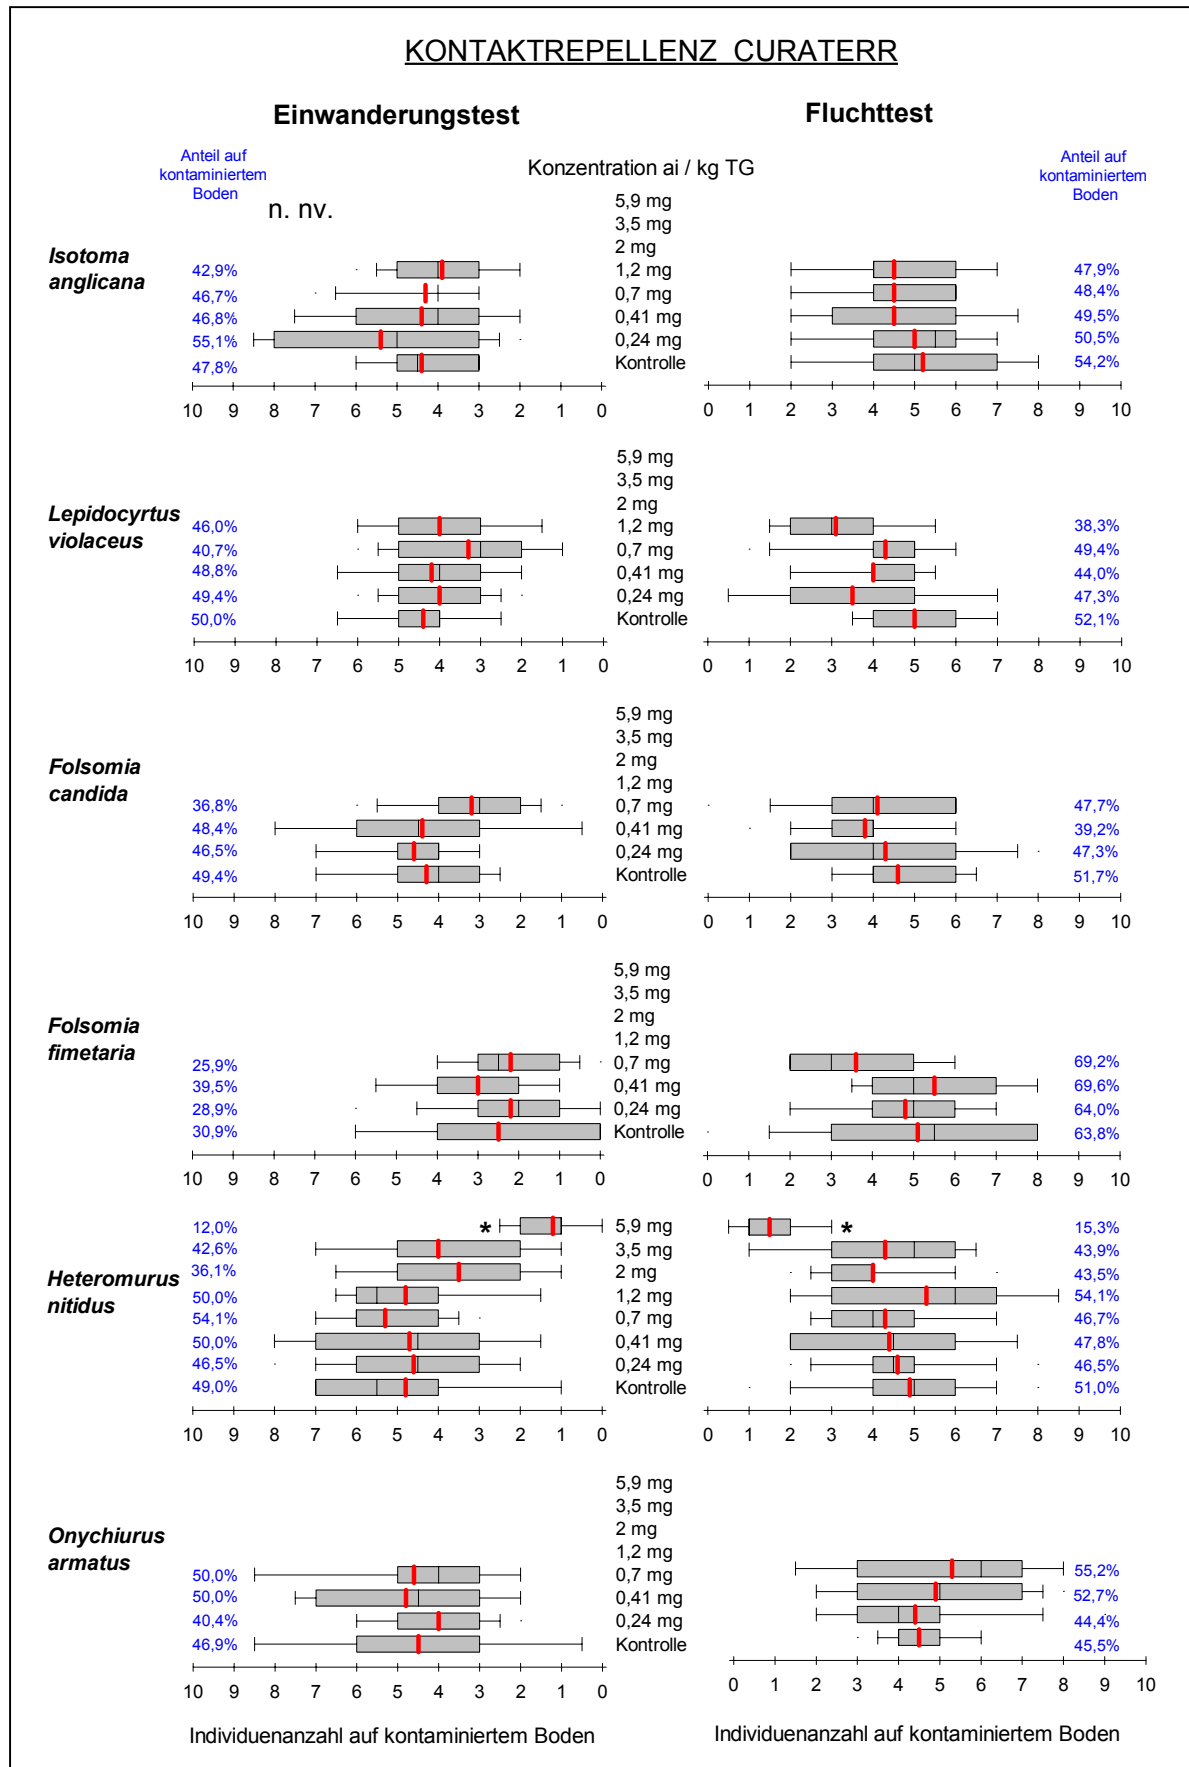 KONTAKTREPELLENZ CURATERR
Einwanderungstest
Fluchttest
Anteil auf
kontaminiertem
Boden
Konzentration ai / kg TG
Anteil auf
kontaminiertem
Boden
n. nv.
Isotoma
anglicana
5,9 mg
3,5 mg
2 mg
42,9% 1,2 mg 47,9%
46,7% 0,7 mg 48,4%
46,8% 0,41 mg 49,5%
55,1% 0,24 mg 50,5%
47,8% Kontrolle 54,2%
10 9 8 7 6 5 4 3 2 1 0 0 1 2 3 4 5 6 7 8 9 10
Lepidocyrtus
violaceus
5,9 mg
3,5 mg
2 mg
46,0% 1,2 mg 38,3%
40,7% 0,7 mg 49,4%
48,8% 0,41 mg 44,0%
49,4% 0,24 mg 47,3%
50,0% Kontrolle 52,1%
10 9 8 7 6 5 4 3 2 1 0 0 1 2 3 4 5 6 7 8 9 10
Folsomia
candida
5,9 mg
3,5 mg
2 mg
1,2 mg
36,8% 0,7 mg 47,7%
48,4% 0,41 mg 39,2%
46,5% 0,24 mg 47,3%
49,4% Kontrolle 51,7%
10 9 8 7 6 5 4 3 2 1 0 0 1 2 3 4 5 6 7 8 9 10
Folsomia
fimetaria
5,9 mg
3,5 mg
2 mg
1,2 mg
25,9% 0,7 mg 69,2%
39,5% 0,41 mg 69,6%
28,9% 0,24 mg 64,0%
30,9% Kontrolle 63,8%
10 9 8 7 6 5 4 3 2 1 0 0 1 2 3 4 5 6 7 8 9 10
Heteromurus
nitidus
12,0% * 5,9 mg * 15,3%
42,6% 3,5 mg 43,9%
36,1% 2 mg 43,5%
50,0% 1,2 mg 54,1%
54,1% 0,7 mg 46,7%
50,0% 0,41 mg 47,8%
46,5% 0,24 mg 46,5%
49,0% Kontrolle 51,0%
10 9 8 7 6 5 4 3 2 1 0 0 1 2 3 4 5 6 7 8 9 10
Onychiurus
armatus
5,9 mg
3,5 mg
2 mg
1,2 mg
50,0% 0,7 mg 55,2%
50,0% 0,41 mg 52,7%
40,4% 0,24 mg 44,4%
46,9% Kontrolle 45,5%
10 9 8 7 6 5 4 3 2 1 0 0 1 2 3 4 5 6 7 8 9 10
Individuenanzahl auf kontaminiertem Boden
Individuenanzahl auf kontaminiertem Boden